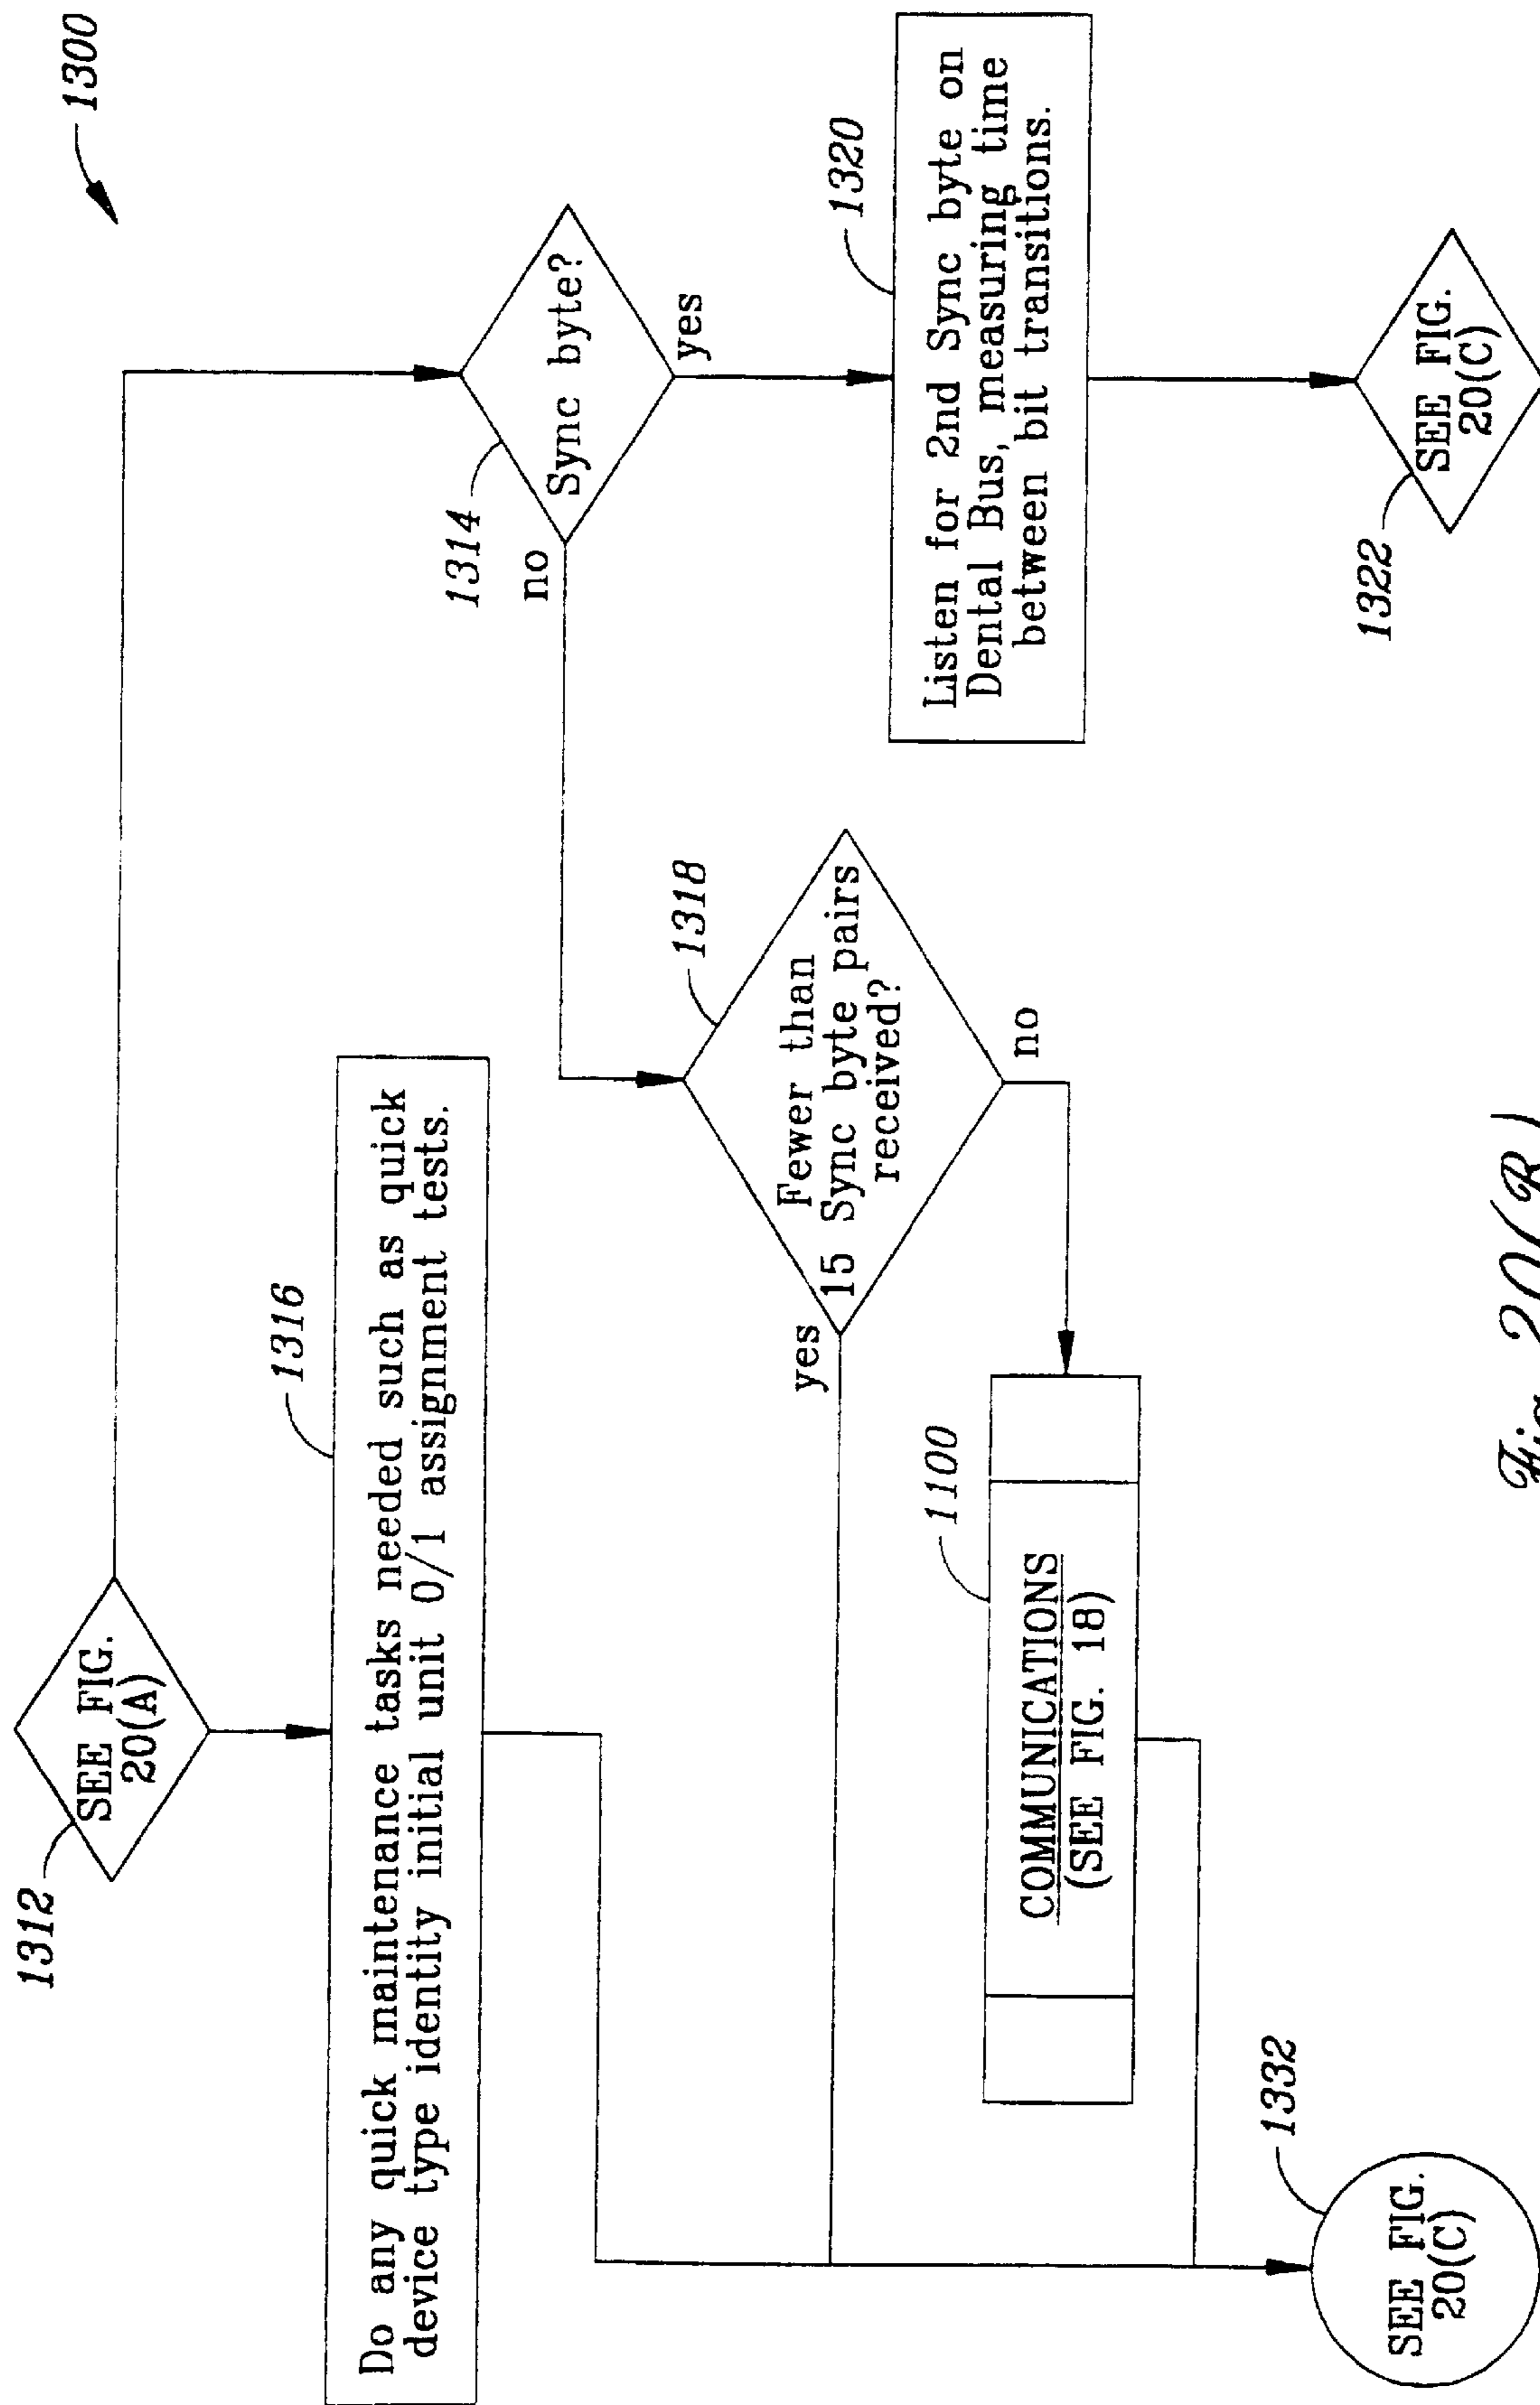 1300
1312
SEE FIG.
20(A)
1316
Do any quick maintenance tasks needed such as quick
device type identity initial unit 0/1 assignment tests.
1314
Sync byte?
no
yes
1318
Fewer than
15 Sync byte pairs
received?
yes
no
1320
Listen for 2nd Sync byte on
Dental Bus, measuring time
between bit transitions.
1100
COMMUNICATIONS
(SEE FIG. 18)
1332
SEE FIG.
20(C)
1322
SEE FIG.
20(C)
Fig. 20(B)